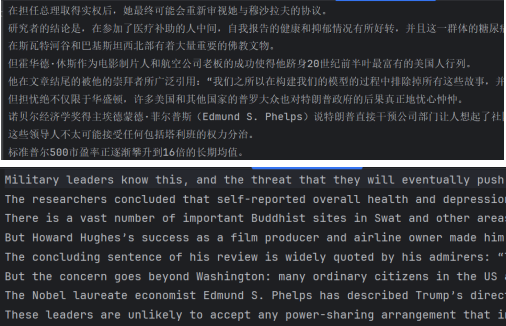 在担任总理取得实权后，她最终可能会重新审视她与穆沙拉夫的协议。
研究者的结论是，在参加了医疗补助的人中间，自我报告的健康和抑郁情况有所好转，并且这一群体的糖尿
在斯瓦特河谷和巴基斯坦西北部有着大量重要的佛教文物。
但霍华德·休斯作为电影制片人和航空公司老板的成功使得他跻身20世纪前半叶最富有的美国人行列。
他在文章结尾的被他的崇拜者所广泛引用：“我们之所以在构建我们的模型的过程中排除掉所有这些故事，并
但担忧绝不仅限于华盛顿，许多美国和其他国家的普罗大众也对特朗普政府的后果真正地忧心忡忡。
诺贝尔经济学奖得主埃德蒙德·菲尔普斯（Edmund S. Phelps）说特朗普直接干预公司部门让人想起了社
这些领导人不太可能接受任何包括塔利班的权力分治。
标准普尔500市盈率正逐渐攀升到16倍的长期均值。
Military leaders know this, and the threat that they will eventually push
The researchers concluded that self-reported overall health and depression
There is a vast number of important Buddhist sites in Swat and other areas
But Howard Hughes’s success as a film producer and airline owner made him
The concluding sentence of his review is widely quoted by his admirers: “
But the concern goes beyond Washington: many ordinary citizens in the US
The Nobel laureate economist Edmund S. Phelps has described Trump’s direct
These leaders are unlikely to accept any power-sharing arrangement that